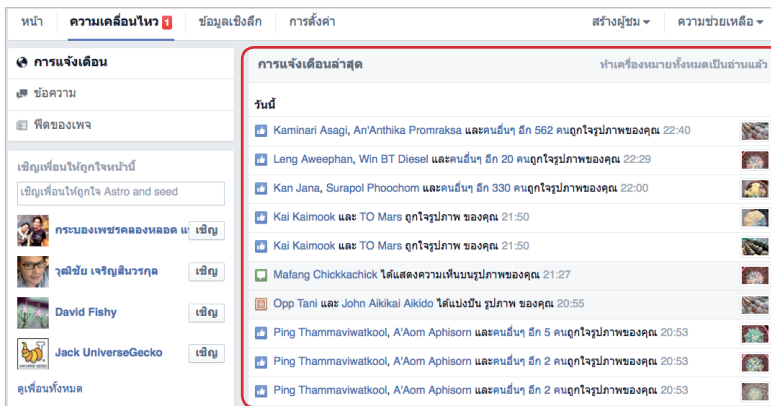 หน้า ความเคลื่อนไหว 1 ข้อมูลเชิงลึก การตั้งค่า สร้างผู้ชม ความช่วยเหลือ
การแจ้งเตือน
ข้อความ
ฟีดของเพจ
เชิญเพื่อนให้ถูกใจหน้านี้
เชิญเพื่อนให้ถูกใจ Astro and seed
กระบองเพชรคลองหลอด เชิญ
วุฒิชัย เจริญสินวรกุล เชิญ
David Fishy เชิญ
Jack UniverseGecko เชิญ
ดูเพื่อนทั้งหมด
การแจ้งเตือนล่าสุด ทำเครื่องหมายทั้งหมดเป็นอ่านแล้ว
วันนี้
Kaminari Asagi, An'Anthika Promraksa และคนอื่นๆ อีก 562 คนถูกใจรูปภาพของคุณ 22:40
Leng Aweephan, Win BT Diesel และคนอื่นๆ อีก 20 คนถูกใจรูปภาพของคุณ 22:29
Kan Jana, Surapol Phoochom และคนอื่นๆ อีก 330 คนถูกใจรูปภาพของคุณ 22:00
Kai Kaimook และ TO Mars ถูกใจรูปภาพ ของคุณ 21:50
Kai Kaimook และ TO Mars ถูกใจรูปภาพ ของคุณ 21:50
Mafang Chickkachick ได้แสดงความเห็นบนรูปภาพของคุณ 21:27
Opp Tani และ John Aikikai Aikido ได้แบ่งปัน รูปภาพ ของคุณ 20:55
Ping Thammaviwatkool, A'Aom Aphisorn และคนอื่นๆ อีก 5 คนถูกใจรูปภาพของคุณ 20:53
Ping Thammaviwatkool, A'Aom Aphisorn และคนอื่นๆ อีก 2 คนถูกใจรูปภาพของคุณ 20:53
Ping Thammaviwatkool, A'Aom Aphisorn และคนอื่นๆ อีก 2 คนถูกใจรูปภาพของคุณ 20:53